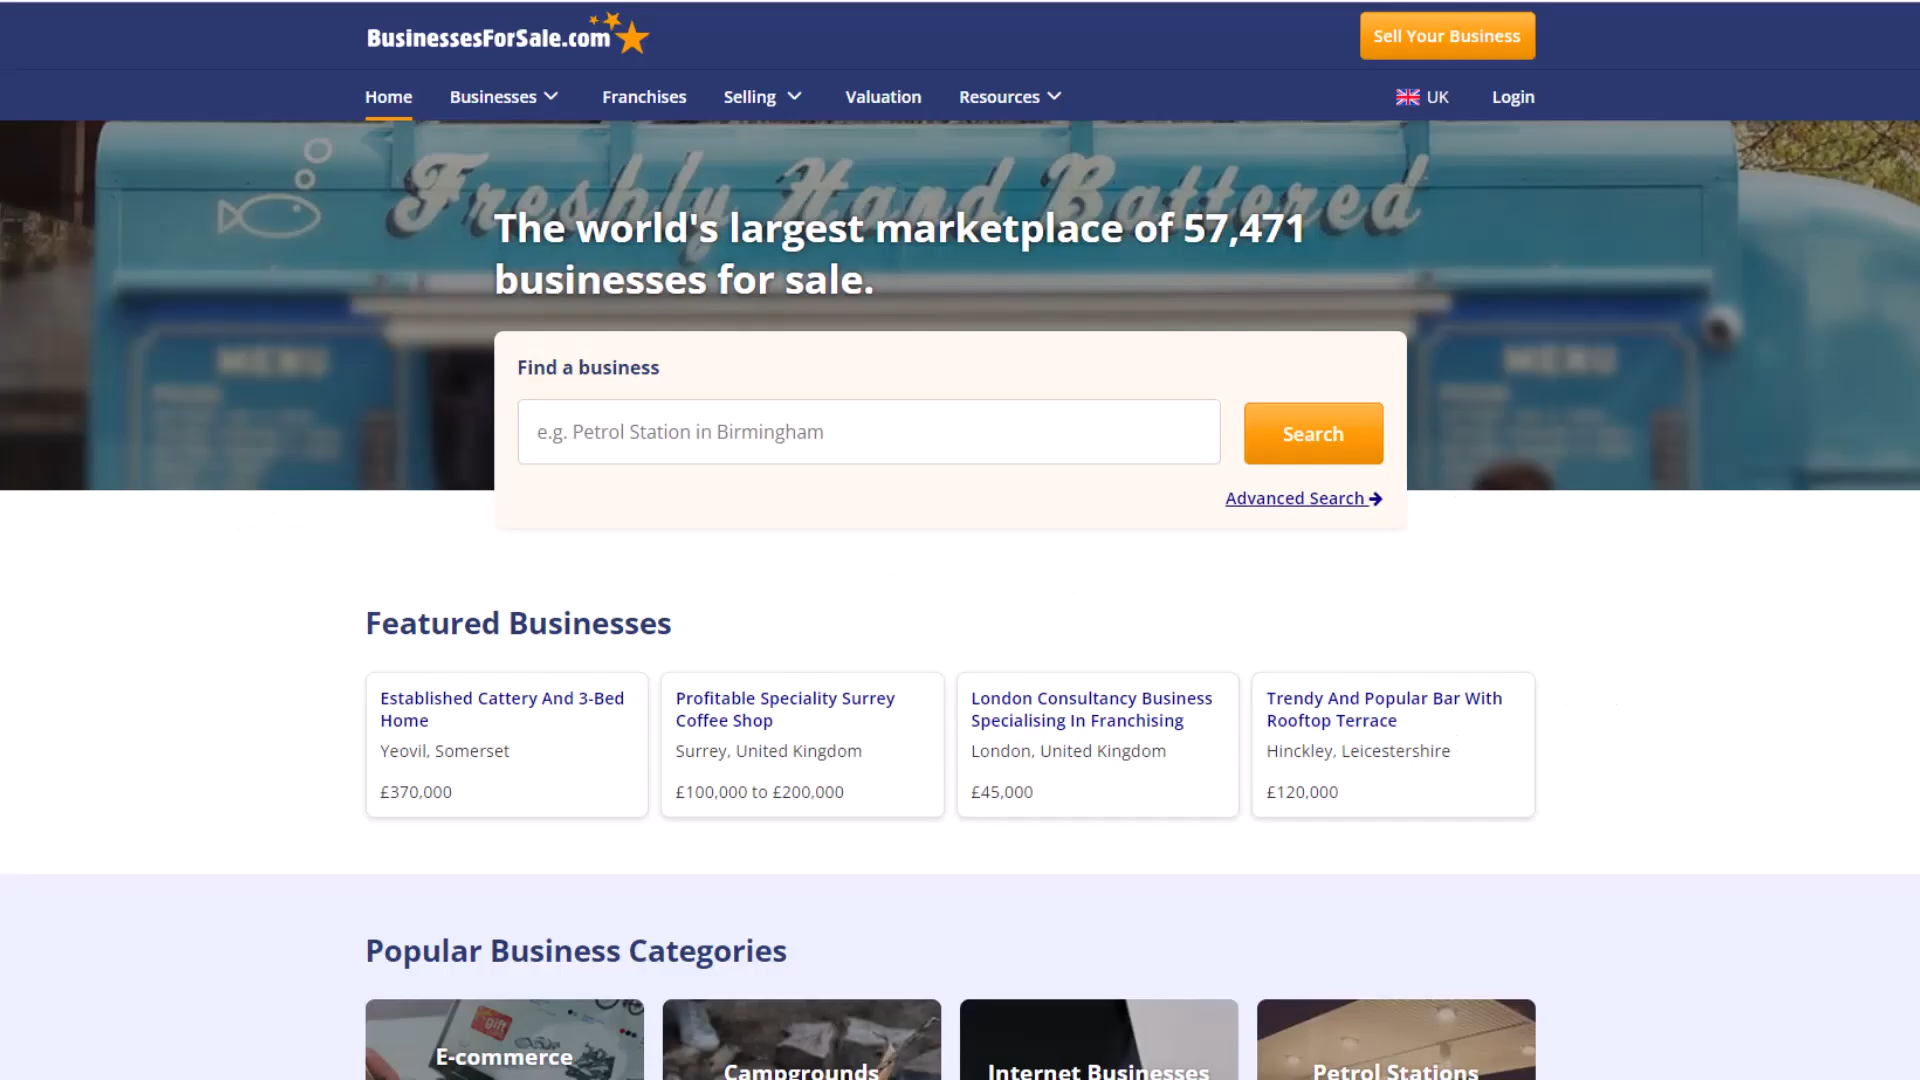 BusinessesForSale.com
Sell Your Business
Home Businesses Franchises Selling Valuation Resources UK Login
Freshly Hand Battered
The world's largest marketplace of 57,471
businesses for sale.
MENU
MENU
Find a business
e.g. Petrol Station in Birmingham
Search
Advanced Search
Featured Businesses
Established Cattery And 3-Bed
Home
Yeovil, Somerset
£370,000
Profitable Speciality Surrey
Coffee Shop
Surrey, United Kingdom
£100,000 to £200,000
London Consultancy Business
Specialising In Franchising
London, United Kingdom
£45,000
Trendy And Popular Bar With
Rooftop Terrace
Hinckley, Leicestershire
£120,000
Popular Business Categories
gift
E-commerce
Campgrounds
Internet Businesses
Petrol Stations